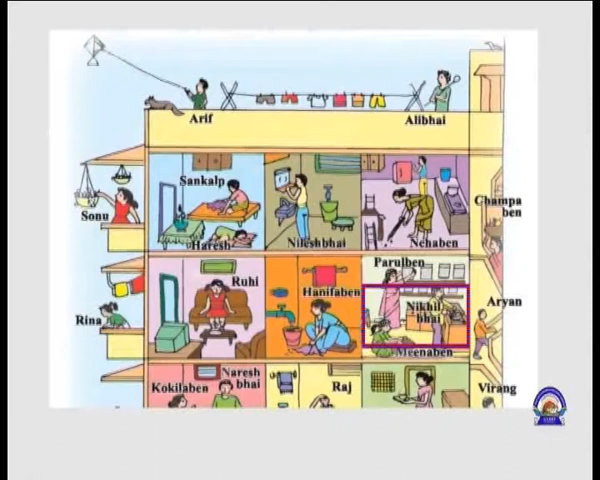 Arif
Alibhai
Sankalp
Sonu
Champa
ben
Haresh
Nileshbhai
Nehaben
Parulben
Ruhi
Hanifaben
Nikhil
bhai
Aryan
Rina
Meenaben
Kokilaben
Naresh
bhai
Raj
Virang